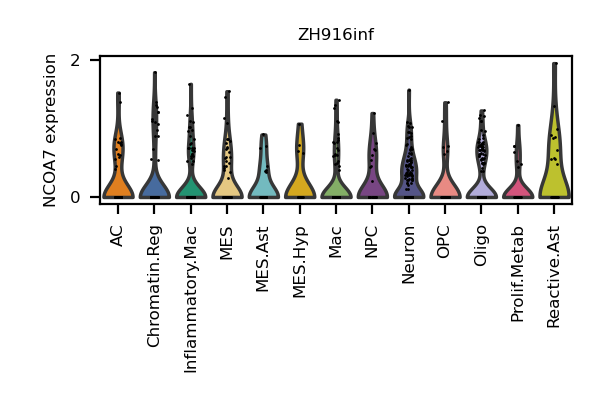 ZH916inf
NCOA7 expression
2
0
AC
Chromatin.Reg
Inflammatory.Mac
MES
MES.Ast
MES.Hyp
Mac
NPC
Neuron
OPC
Oligo
Prolif.Metab
Reactive.Ast